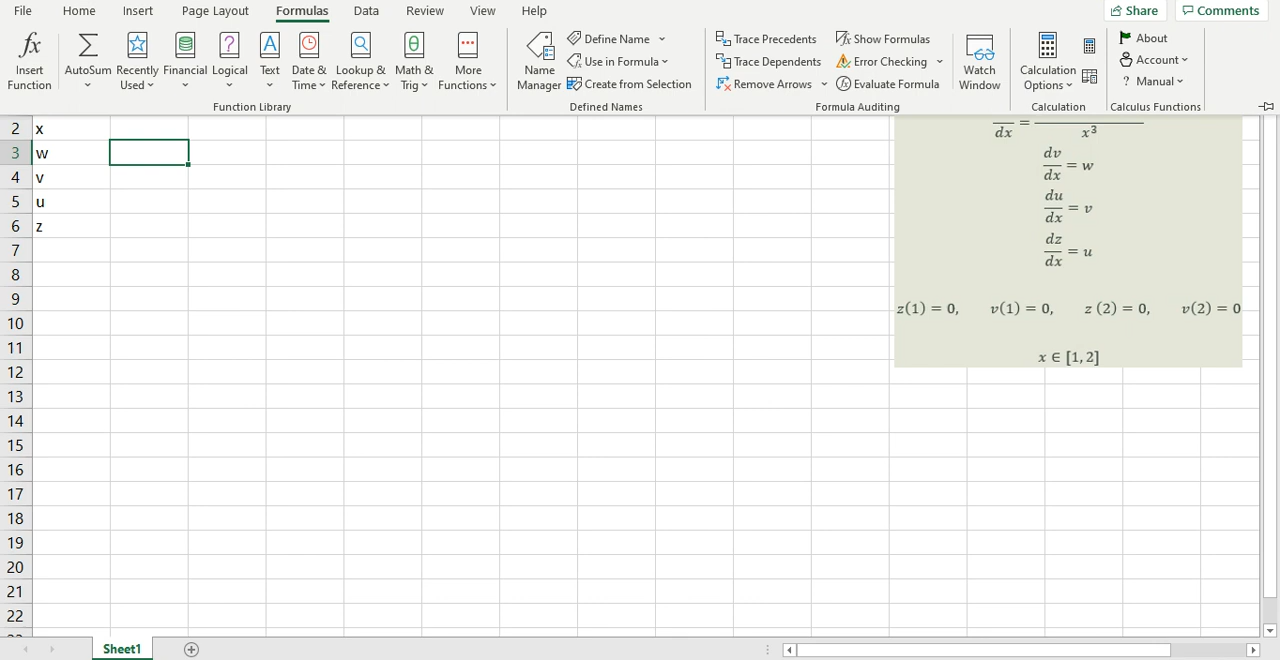 File Home Insert Page Layout Formulas Data Review View Help Share Comments
Insert Function AutoSum Recently Used Financial Logical Text Date & Time Lookup & Reference Math & Trig More Functions
Function Library
Name Manager Define Name Use in Formula Create from Selection
Defined Names
Trace Precedents Trace Dependents Remove Arrows Show Formulas Error Checking Evaluate Formula Watch Window
Formula Auditing
Calculation Options
Calculation
About Account ? Manual
Calculus Functions
2 x
3 w
4 v
5 u
6 z
7
8
9
10
11
12
13
14
15
16
17
18
19
20
21
22
dx = x³
dv/dx = w
du/dx = v
dz/dx = u
z(1) = 0, v(1) = 0, z (2) = 0, v(2) = 0
x ∈ [1, 2]
Sheet1